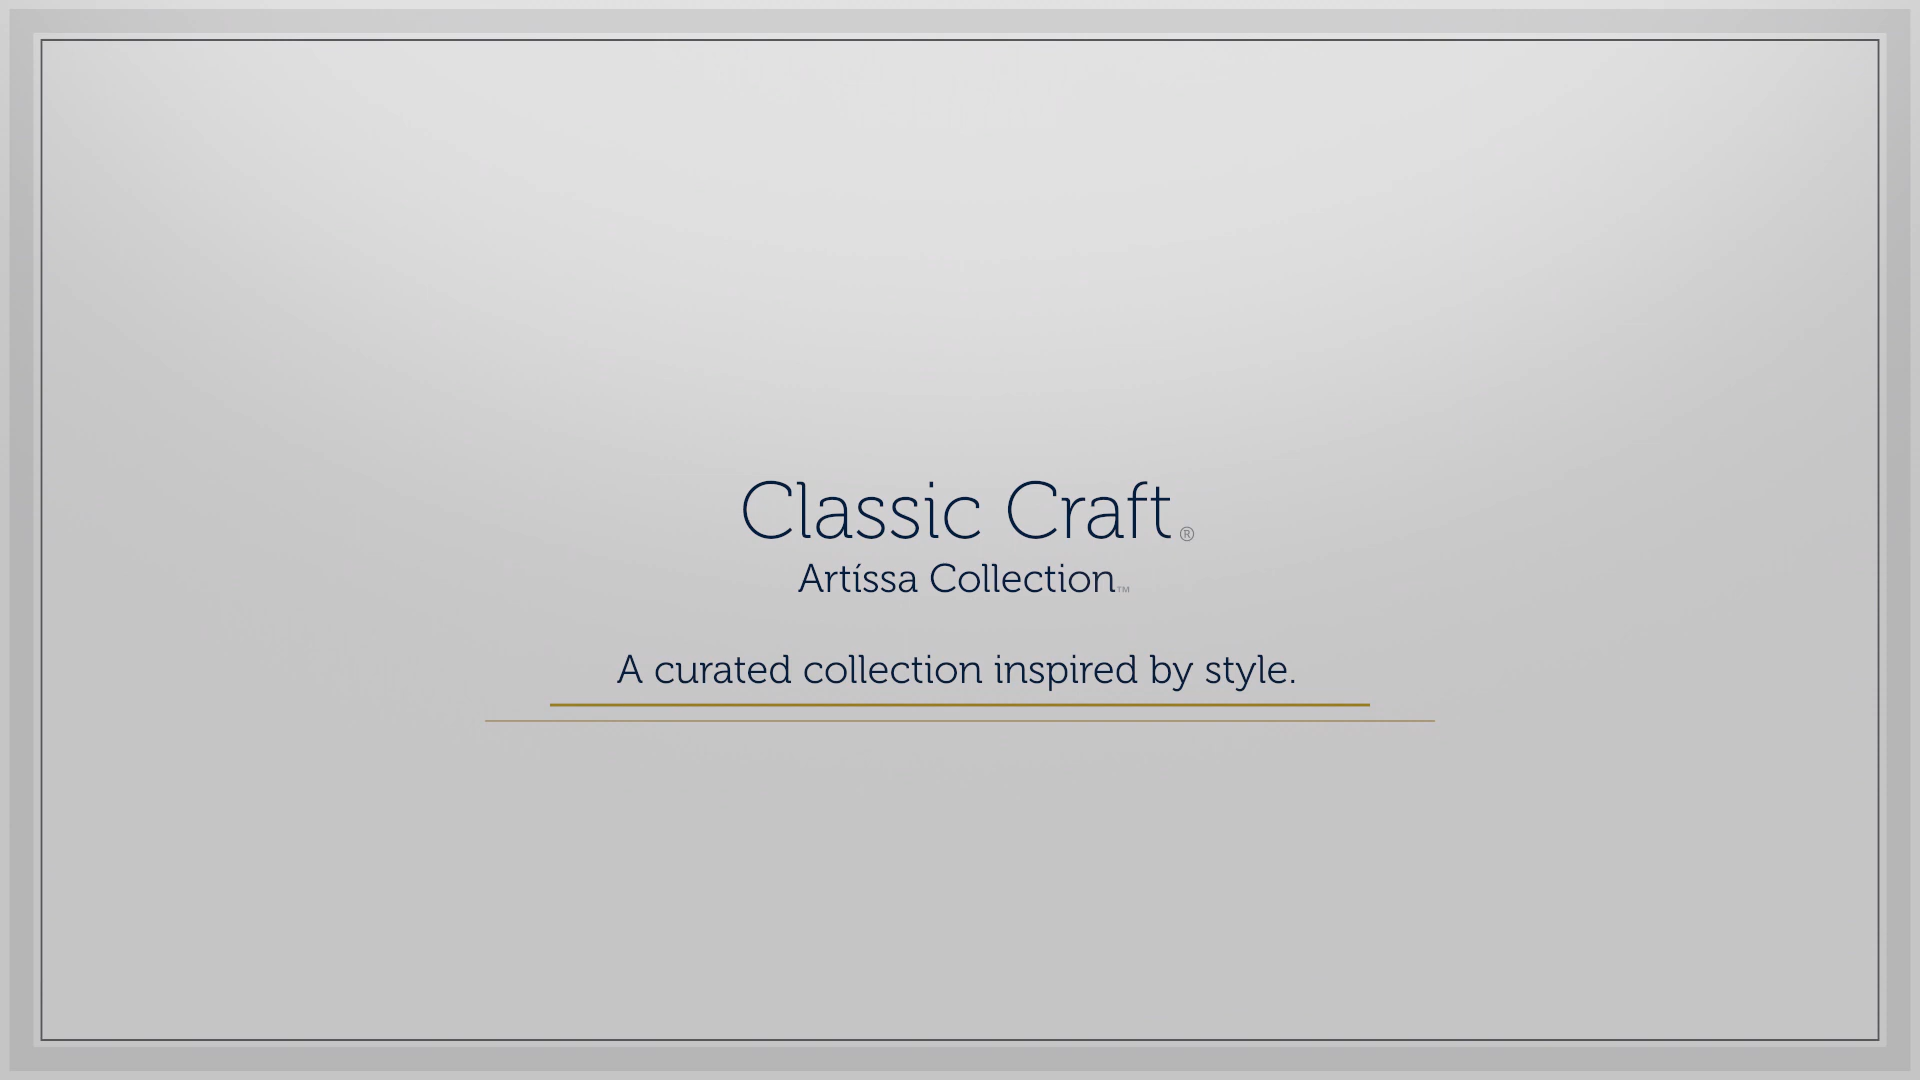 Classic Craft®
Artíssa Collection™
A curated collection inspired by style.